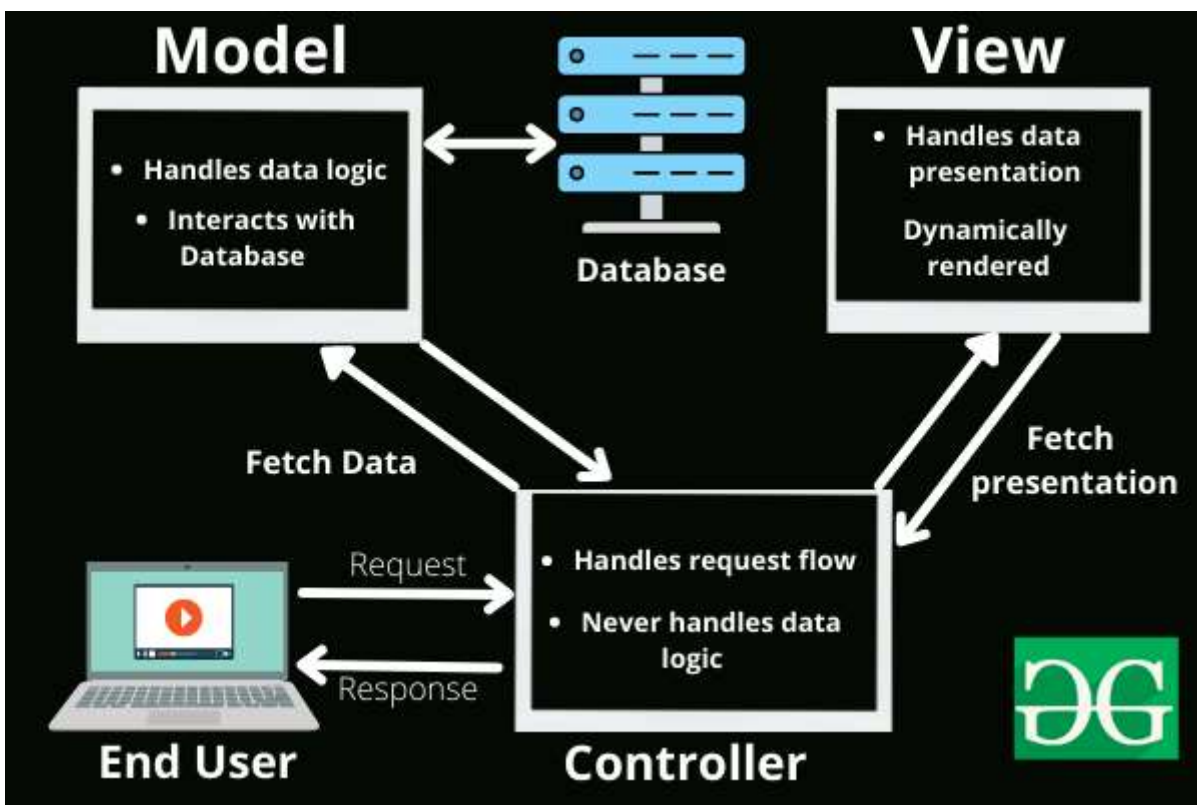 Model
View
• Handles data logic
• Interacts with
Database
• Handles data
presentation
Dynamically
rendered
Database
Fetch Data
Fetch
presentation
Request
Response
• Handles request flow
• Never handles data
logic
End User
Controller